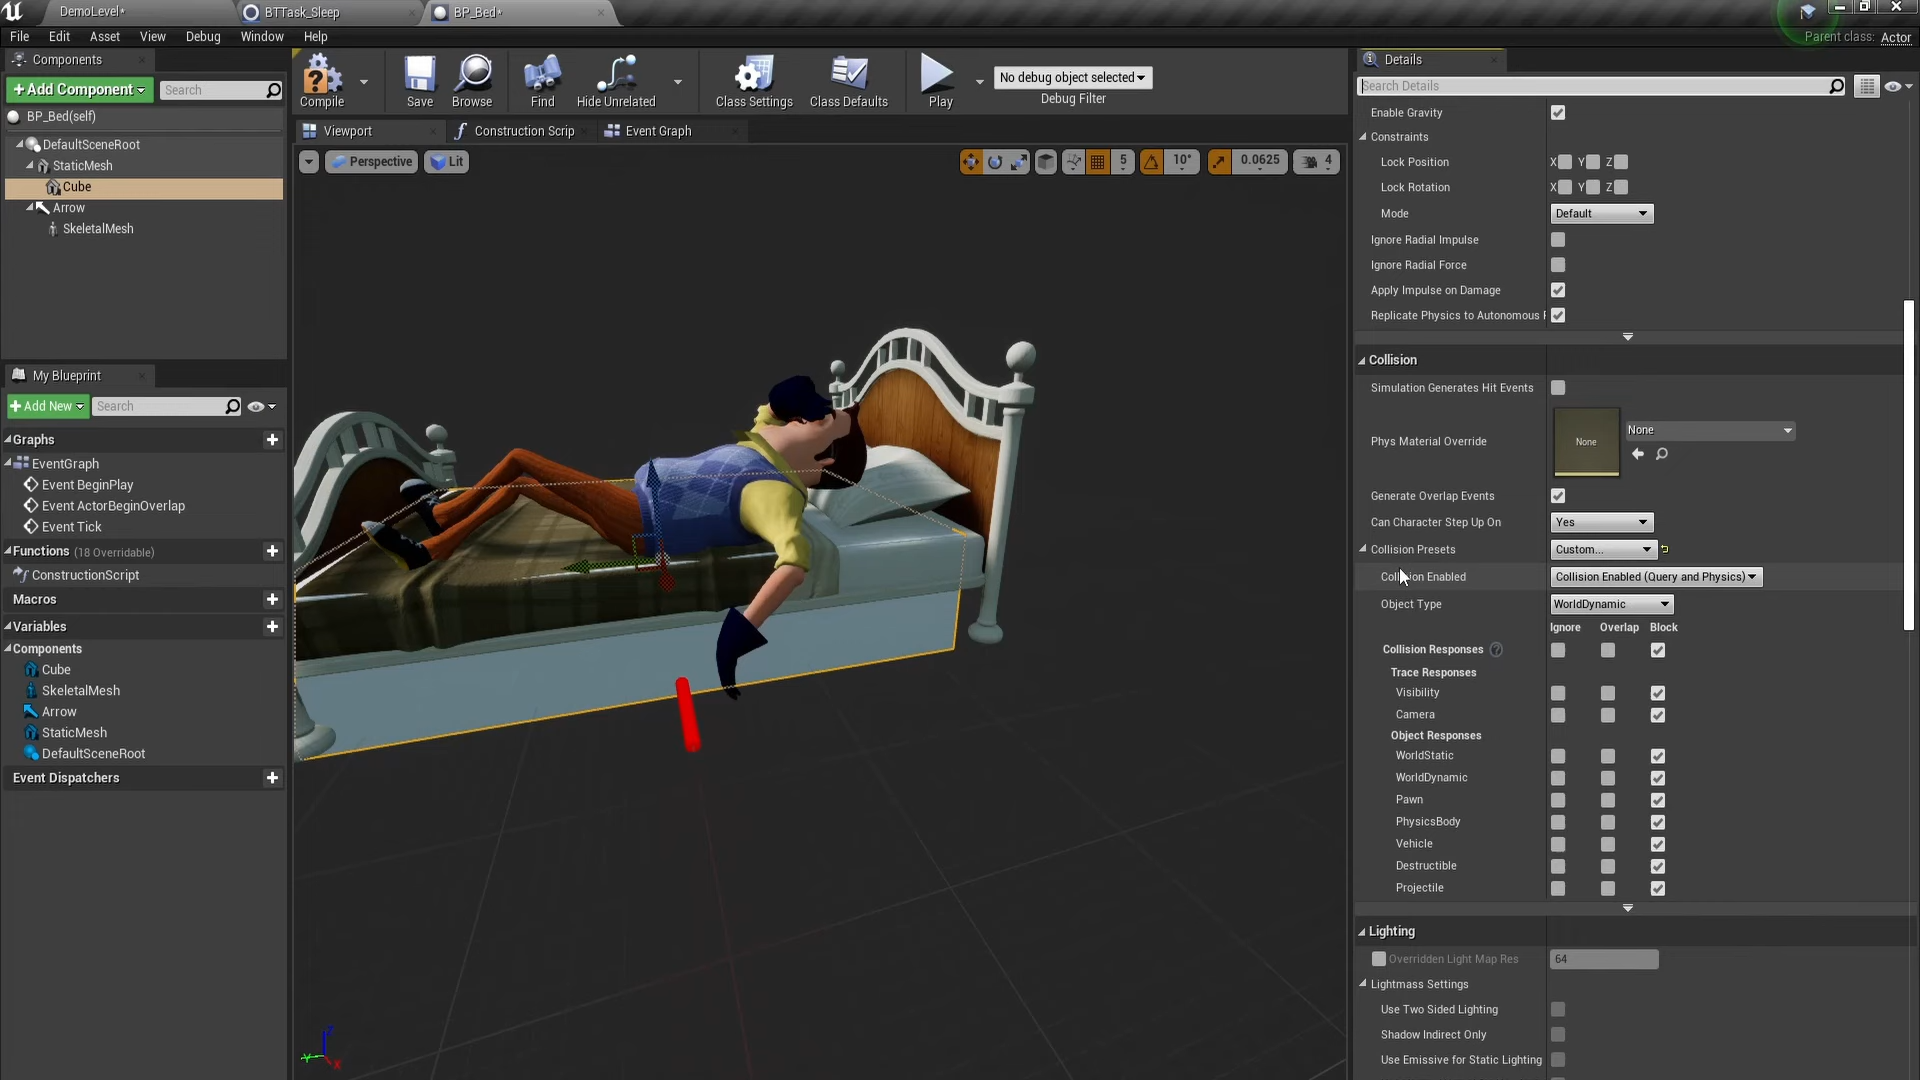 DemoLevel*
BTTask_Sleep
BP_Bed*
File
Edit
Asset
View
Debug
Window
Help
Parent class: Actor
Components
+Add Component
Search
BP_Bed(self)
DefaultSceneRoot
StaticMesh
Cube
Arrow
SkeletalMesh
My Blueprint
+Add New
Search
Graphs
EventGraph
Event BeginPlay
Event ActorBeginOverlap
Event Tick
Functions (18 Overridable)
ConstructionScript
Macros
Variables
Components
Cube
SkeletalMesh
Arrow
StaticMesh
DefaultSceneRoot
Event Dispatchers
Compile
Save
Browse
Find
Hide Unrelated
Class Settings
Class Defaults
Play
No debug object selected
Debug Filter
Viewport
Construction Scrip
Event Graph
Perspective
Lit
5
10°
0.0625
4
Z
Y
X
Details
Search Details
Enable Gravity
Constraints
Lock Position X Y Z
Lock Rotation X Y Z
Mode Default
Ignore Radial Impulse
Ignore Radial Force
Apply Impulse on Damage
Replicate Physics to Autonomous
Collision
Simulation Generates Hit Events
Phys Material Override None None
Generate Overlap Events
Can Character Step Up On Yes
Collision Presets Custom...
Collision Enabled Collision Enabled (Query and Physics)
Object Type WorldDynamic
Ignore Overlap Block
Collision Responses ?
Trace Responses
Visibility
Camera
Object Responses
WorldStatic
WorldDynamic
Pawn
PhysicsBody
Vehicle
Destructible
Projectile
Lighting
Overridden Light Map Res 64
Lightmass Settings
Use Two Sided Lighting
Shadow Indirect Only
Use Emissive for Static Lighting